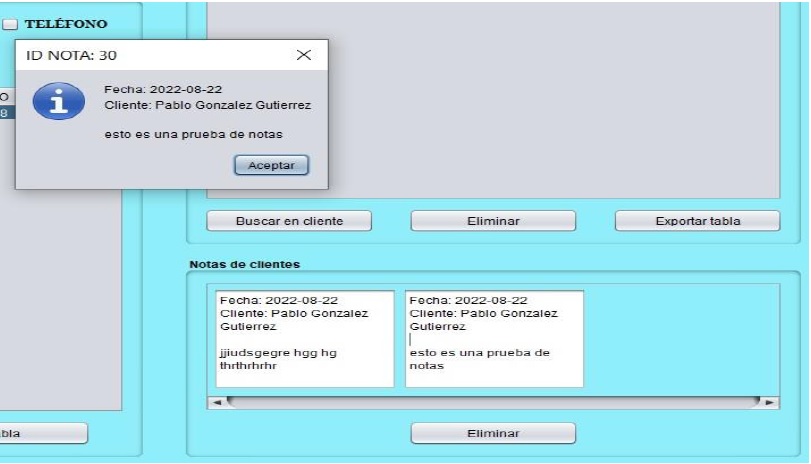 TELÉFONO
ID NOTA: 30
O
8
Fecha: 2022-08-22
Cliente: Pablo Gonzalez Gutierrez
esto es una prueba de notas
Aceptar
Buscar en cliente
Eliminar
Exportar tabla
Notas de clientes
Fecha: 2022-08-22
Cliente: Pablo Gonzalez
Gutierrez
jjiudsgegre hgg hg
thrthrhrhr
Fecha: 2022-08-22
Cliente: Pablo Gonzalez
Gutierrez
esto es una prueba de
notas
bla
Eliminar